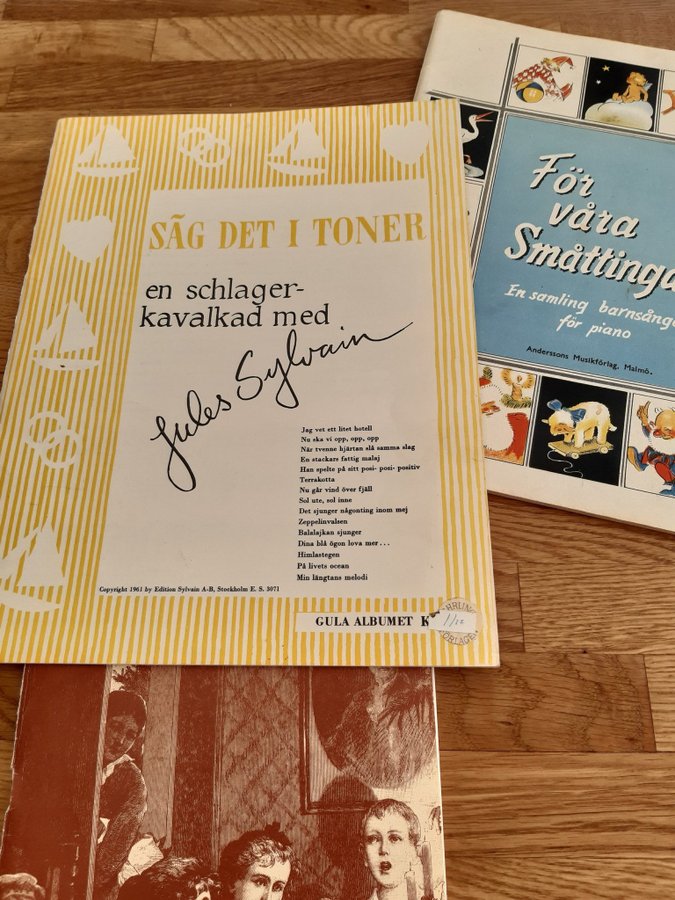 SÄG DET I TONER
en schlager-
kavalkad med
Jules Sylvain
Jag vet ett litet hotell
Nu ska vi opp, opp, opp
När tvenne hjärtan slå samma slag
En stackars fattig malaj
Han spelte på sitt posi- posi- positiv
Terrakotta
Nu går vind över fjäll
Sol ute, sol inne
Det sjunger någonting inom mej
Zeppelinvalsen
Balalajkan sjunger
Dina blå ögon lova mer...
Himlastegen
På livets ocean
Min längtans melodi
Copyright 1961 by Edition Sylvain A-B, Stockholm E. S. 3071
GULA ALBUMET
För
våra
Småttinga
En samling barnsånge
för piano
Anderssons Musikförlag, Malmö.